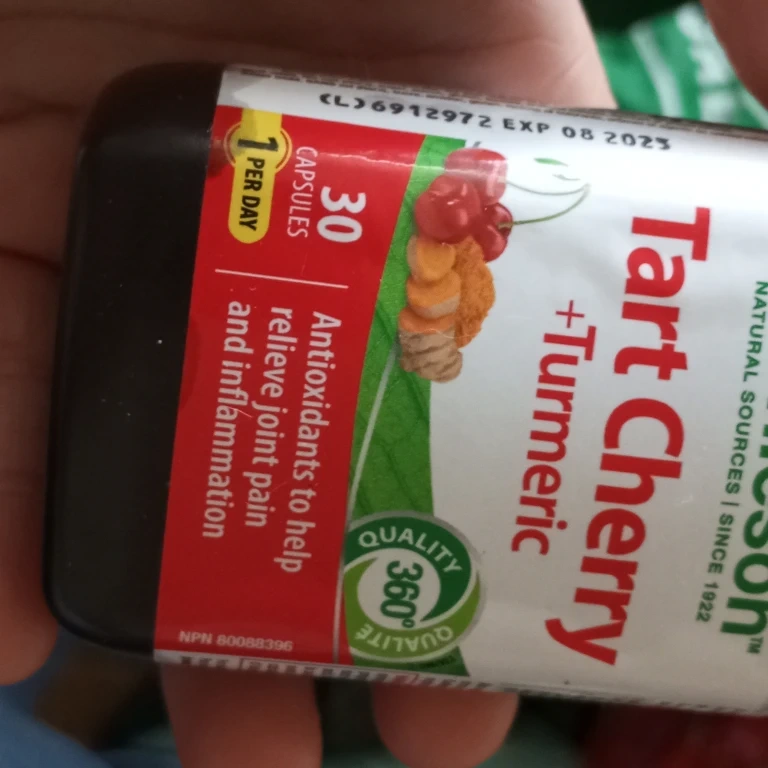 NATURAL SOURCES | SINCE 1922
Tart Cherry
+Turmeric
QUALITY
360°
QUALITÉ
30
CAPSULES
1 PER DAY
Antioxidants to help
relieve joint pain
and inflammation
NPN 80088396
(L)6912972 EXP 08 2023